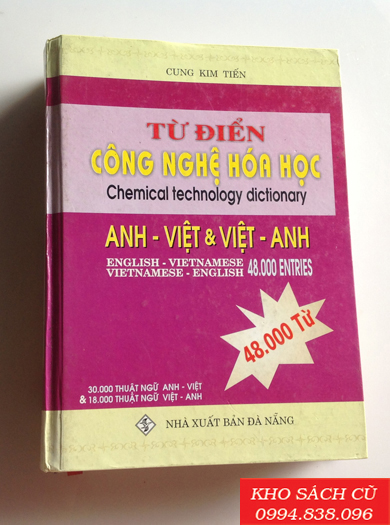 CUNG KIM TIẾN
TỪ ĐIỂN
CÔNG NGHỆ HÓA HỌC
Chemical technology dictionary
ANH - VIỆT & VIỆT - ANH
ENGLISH - VIETNAMESE
VIETNAMESE - ENGLISH 48.000 ENTRIES
48.000 Từ
30.000 THUẬT NGỮ ANH - VIỆT
& 18.000 THUẬT NGỮ VIỆT - ANH
NHÀ XUẤT BẢN ĐÀ NẴNG
KHO SÁCH CŨ
0994.838.096